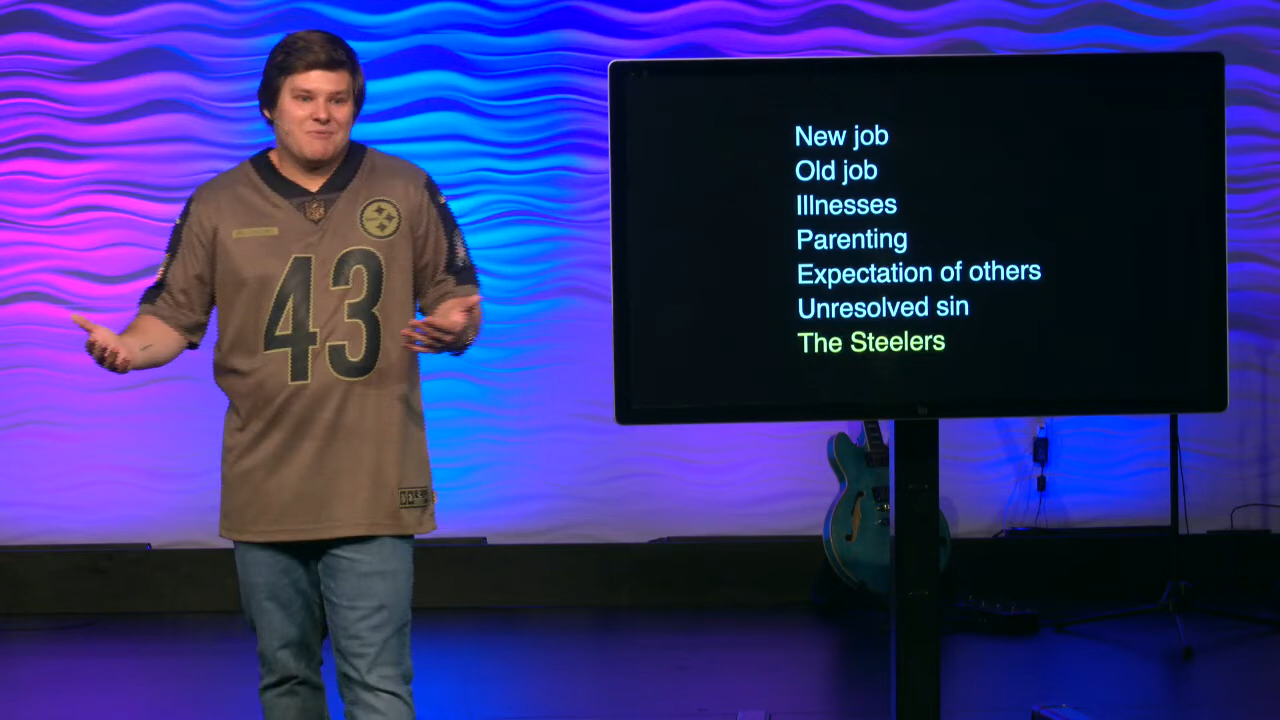 43
New job
Old job
Illnesses
Parenting
Expectation of others
Unresolved sin
The Steelers